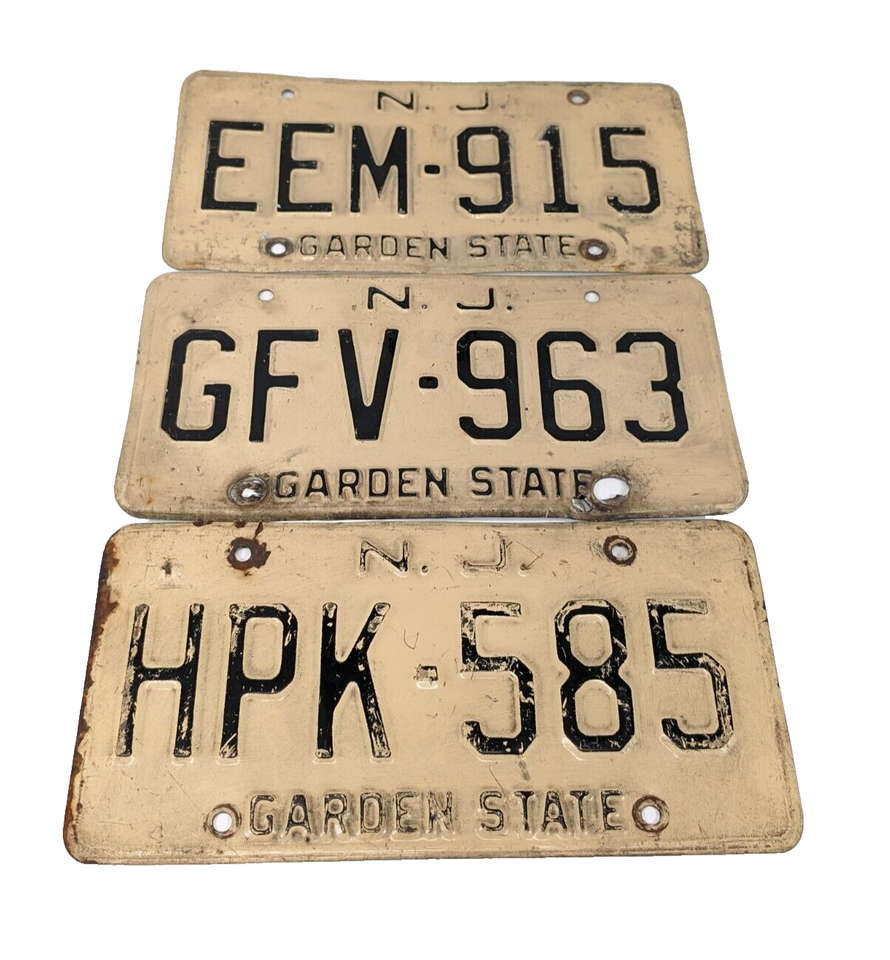 N. J.
EEM-915
GARDEN STATE
N. J.
GFV-963
GARDEN STATE
N. J.
HPK-585
GARDEN STATE